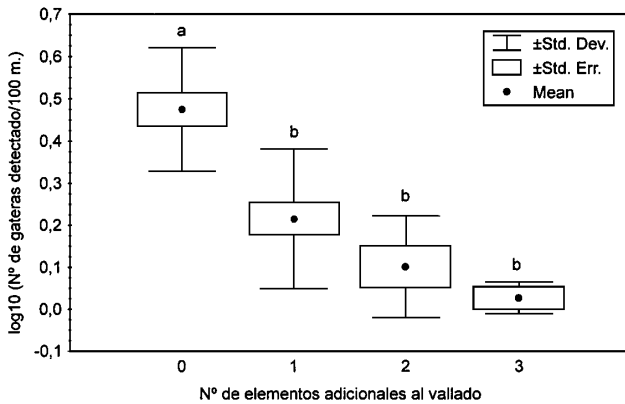 0,7
0,6
0,5
0,4
0,3
0,2
0,1
0,0
-0,1
log10 (Nº de gateras detectado/100 m.)
a
b
b
b
±Std. Dev.
±Std. Err.
Mean
0 1 2 3
Nº de elementos adicionales al vallado